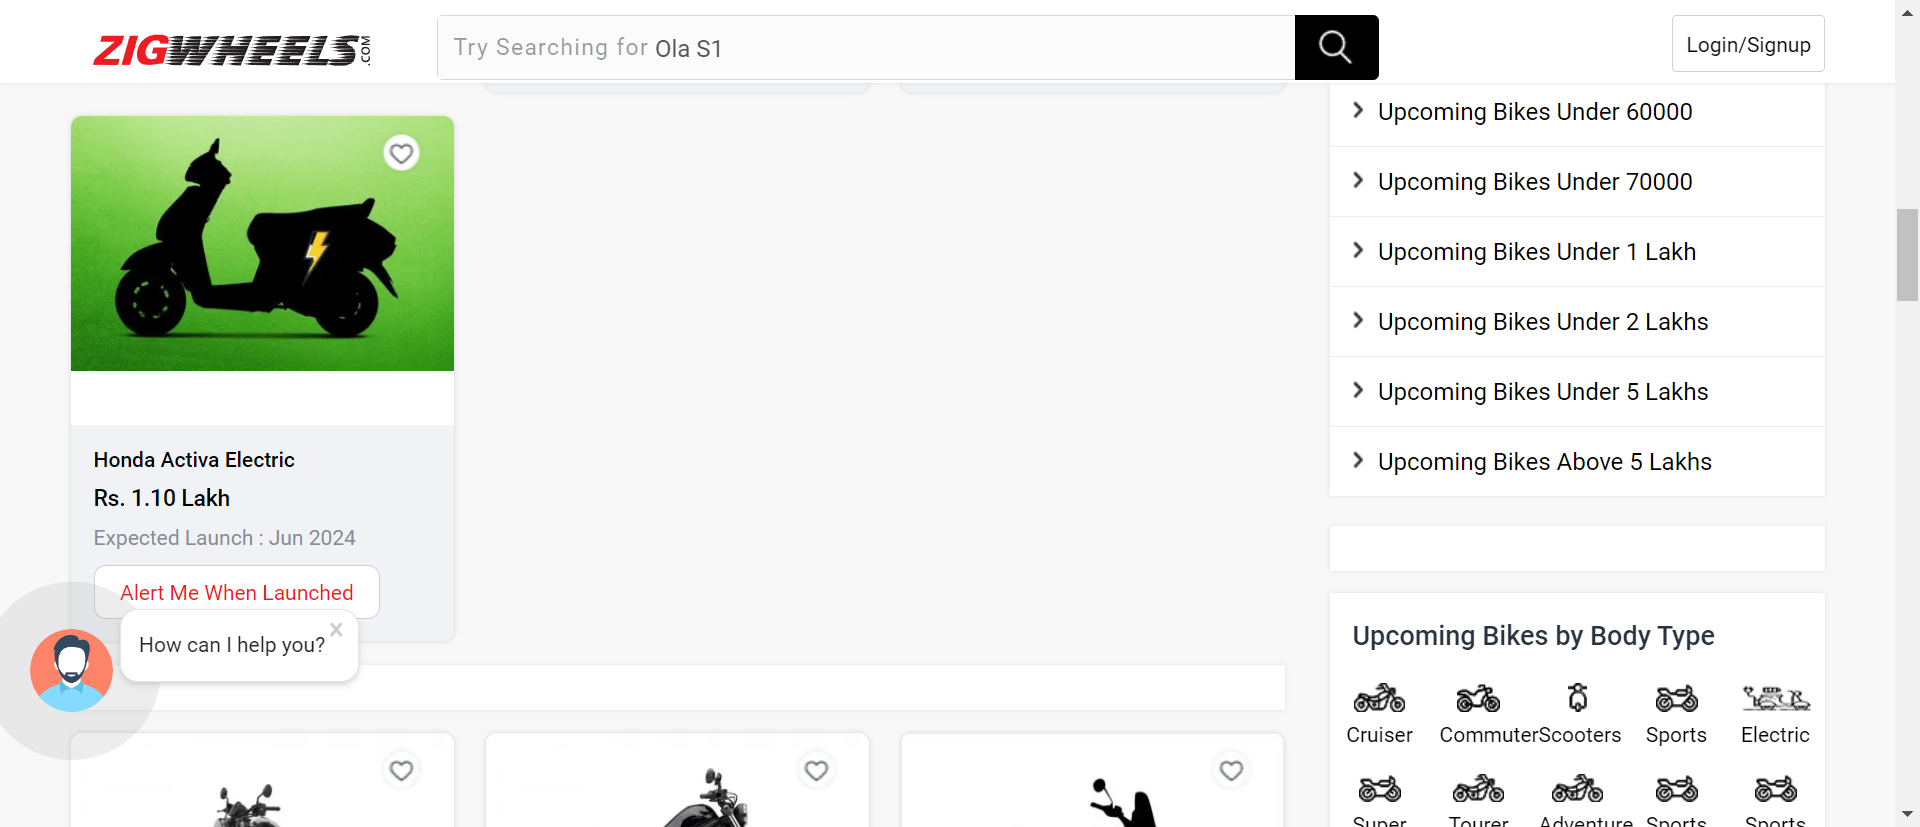 ZIGWHEELS.COM
Try Searching for Ola S1
Login/Signup
Honda Activa Electric
Rs. 1.10 Lakh
Expected Launch : Jun 2024
Alert Me When Launched
How can I help you?
Upcoming Bikes Under 60000
Upcoming Bikes Under 70000
Upcoming Bikes Under 1 Lakh
Upcoming Bikes Under 2 Lakhs
Upcoming Bikes Under 5 Lakhs
Upcoming Bikes Above 5 Lakhs
Upcoming Bikes by Body Type
Cruiser Commuter Scooters Sports Electric
Super Tourer Adventure Sports Sports